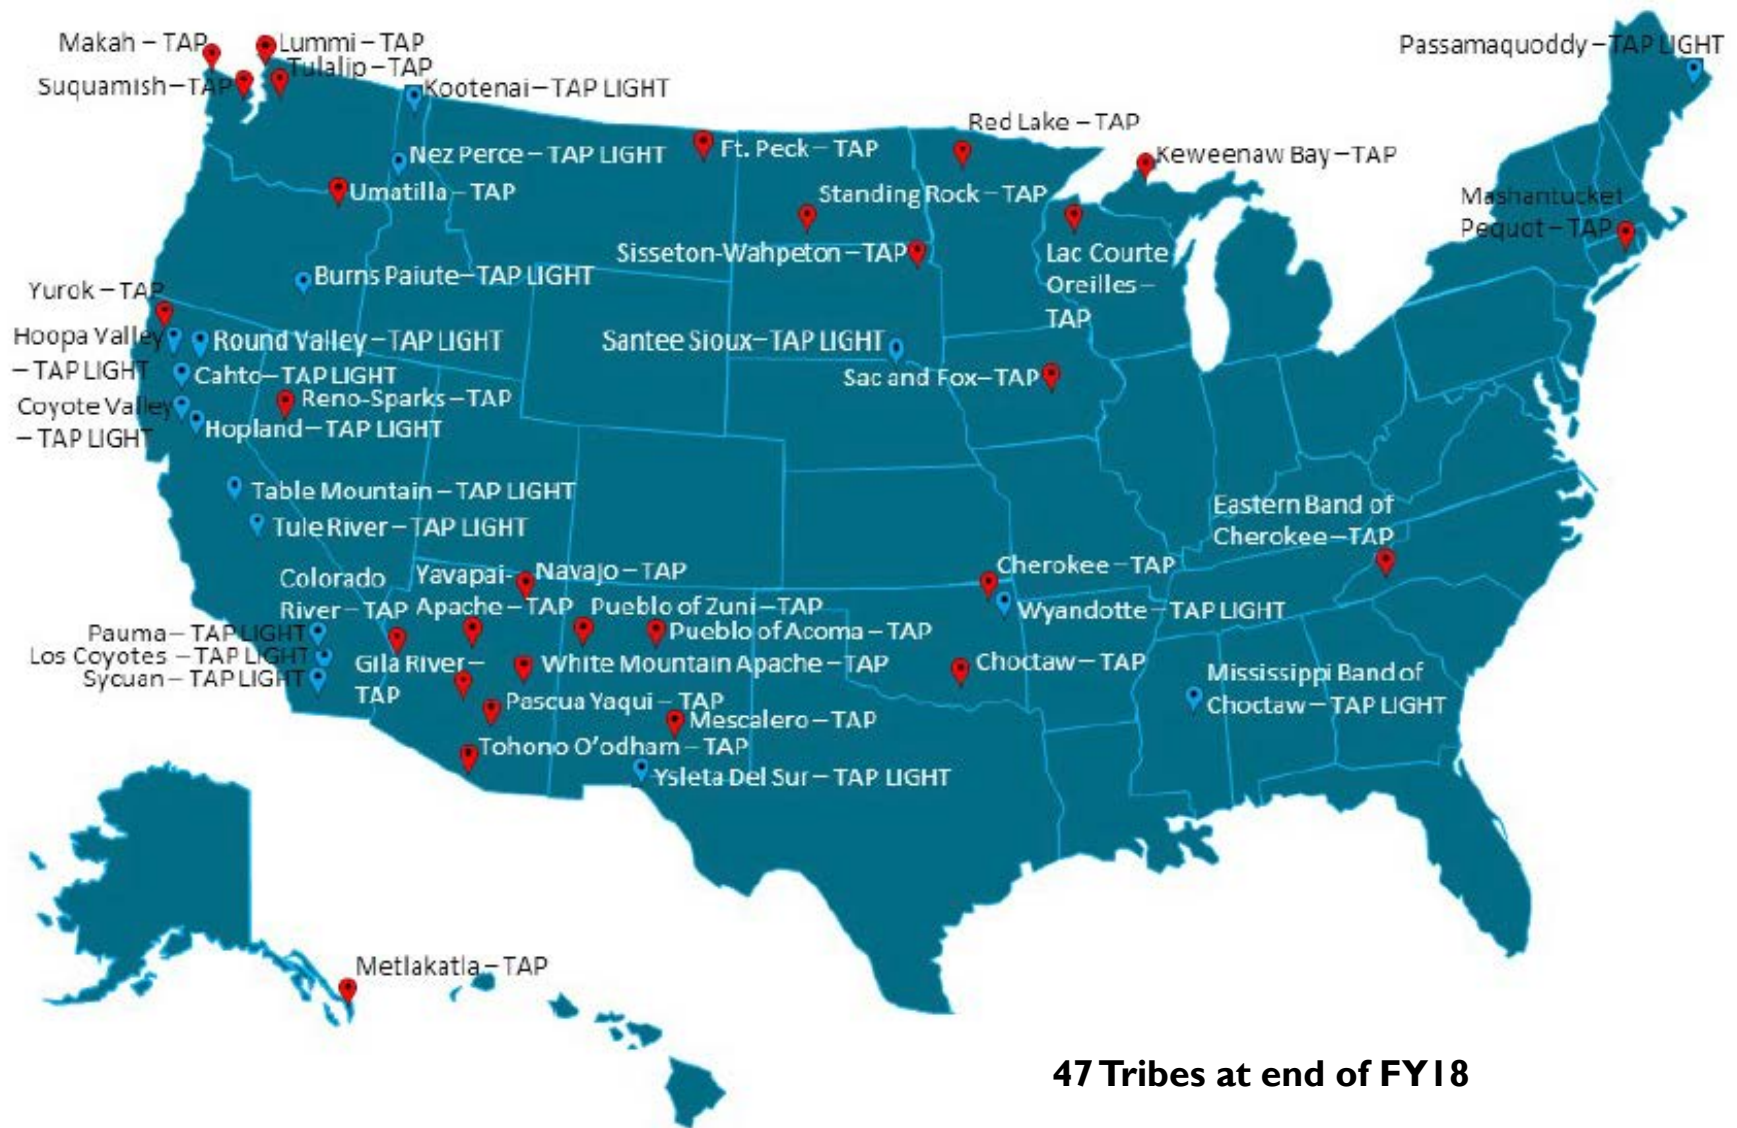 Makah – TAP
Lummi – TAP
Tulalip – TAP
Suquamish – TAP
Kootenai – TAP LIGHT
Passamaquoddy – TAP LIGHT
Nez Perce – TAP LIGHT
Umatilla – TAP
Ft. Peck – TAP
Red Lake – TAP
Keweenaw Bay – TAP
Standing Rock – TAP
Mashantucket
Pequot – TAP
Sisseton-Wahpeton – TAP
Lac Courte
Oreilles –
TAP
Burns Paiute – TAP LIGHT
Yurok – TAP
Hoopa Valley
– TAP LIGHT
Round Valley – TAP LIGHT
Santee Sioux – TAP LIGHT
Cahto – TAP LIGHT
Sac and Fox – TAP
Reno-Sparks – TAP
Coyote Valley
– TAP LIGHT
Hopland – TAP LIGHT
Table Mountain – TAP LIGHT
Tule River – TAP LIGHT
Eastern Band of
Cherokee – TAP
Colorado
River – TAP
Yavapai-
Apache – TAP
Navajo – TAP
Cherokee – TAP
Pueblo of Zuni – TAP
Wyandotte – TAP LIGHT
Pauma – TAP LIGHT
Los Coyotes – TAP LIGHT
Sycuan – TAP LIGHT
Pueblo of Acoma – TAP
Gila River –
TAP
White Mountain Apache – TAP
Choctaw – TAP
Mississippi Band of
Choctaw – TAP LIGHT
Pascua Yaqui – TAP
Mescalero – TAP
Tohono O'odham – TAP
Ysleta Del Sur – TAP LIGHT
Metlakatla – TAP
47 Tribes at end of FY18